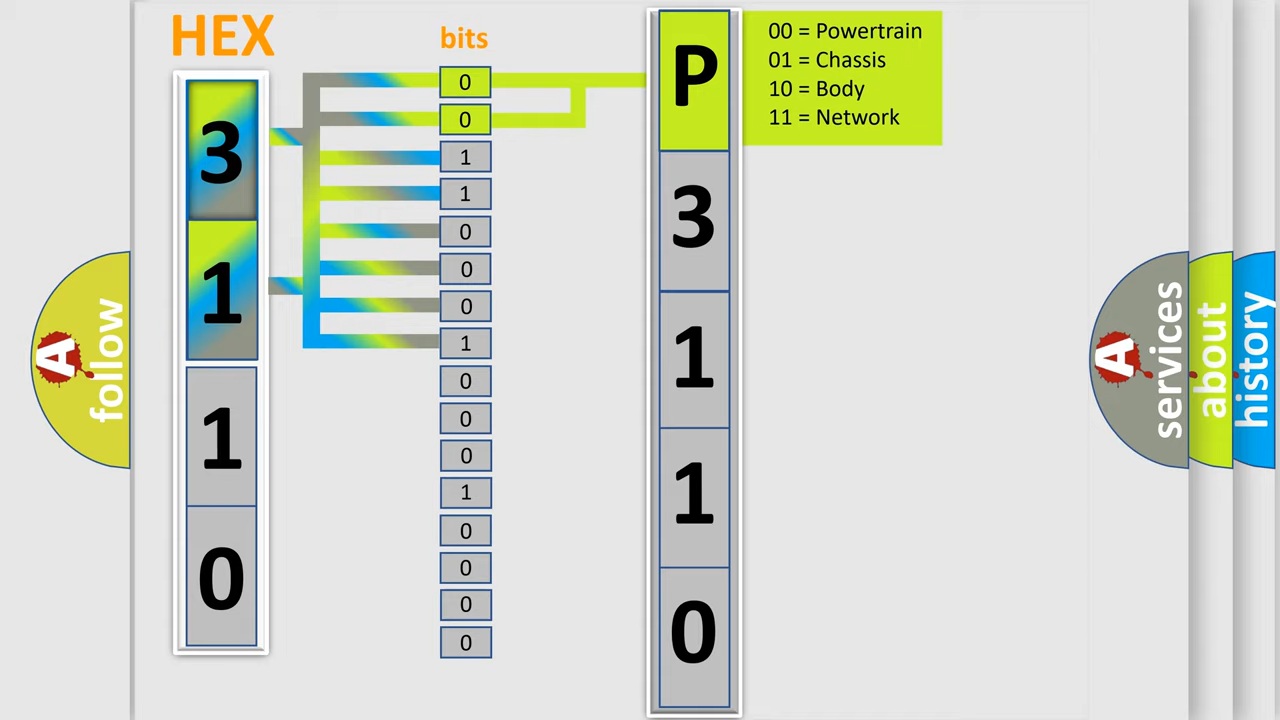 HEX
bits
3
1
1
0
0
0
1
1
0
0
0
1
0
0
0
1
0
0
0
0
P
3
1
1
0
00 = Powertrain
01 = Chassis
10 = Body
11 = Network
A follow
A services
about
history